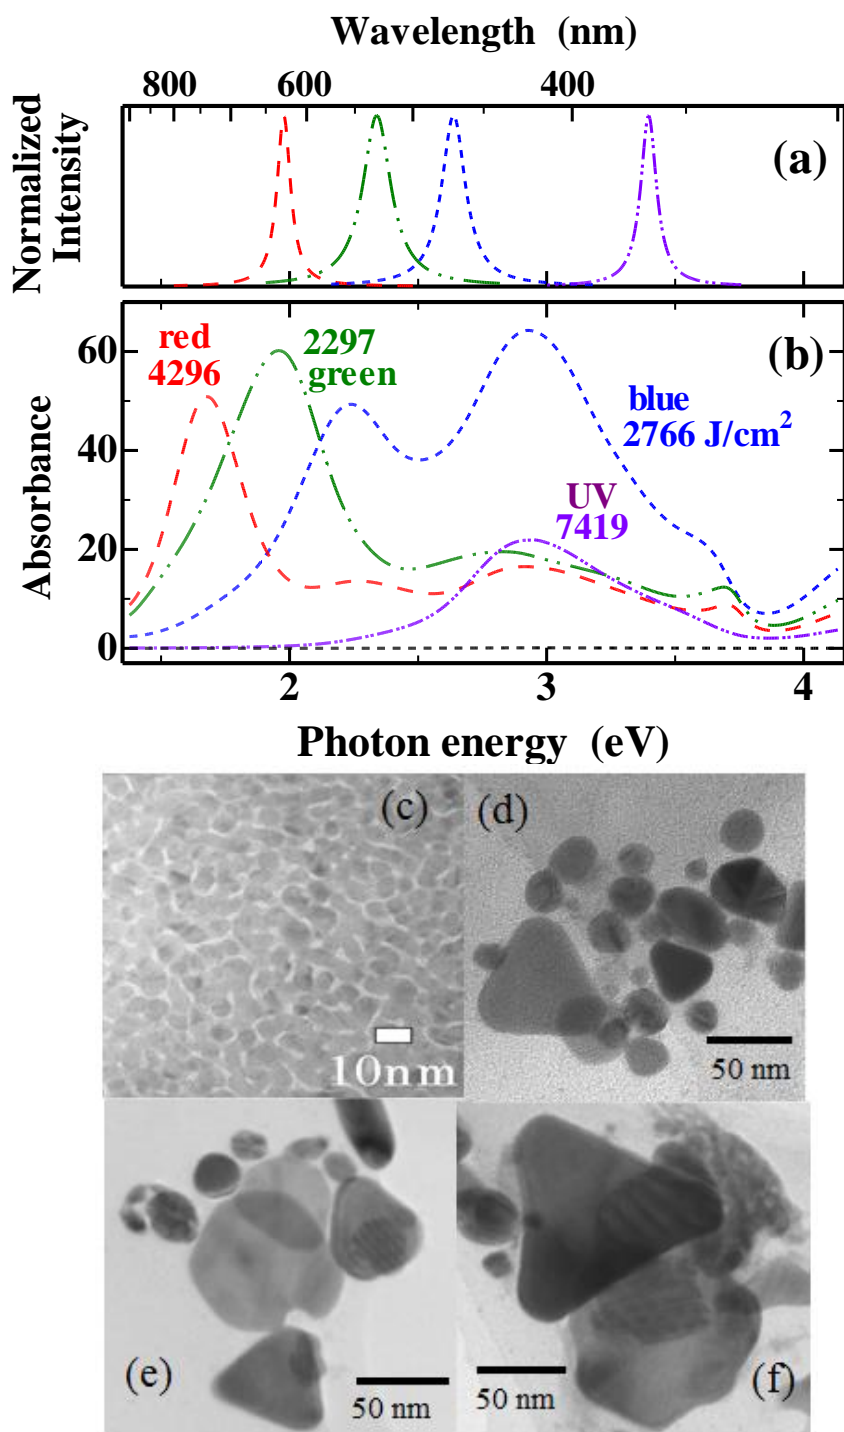 Wavelength (nm)
800 600 400
Normalized
Intensity
(a)
(b)
red
4296
2297
green
blue
2766 J/cm²
UV
7419
60
40
20
0
Absorbance
2 3 4
Photon energy (eV)
(c)
10nm
(d)
50 nm
(e)
50 nm
(f)
50 nm